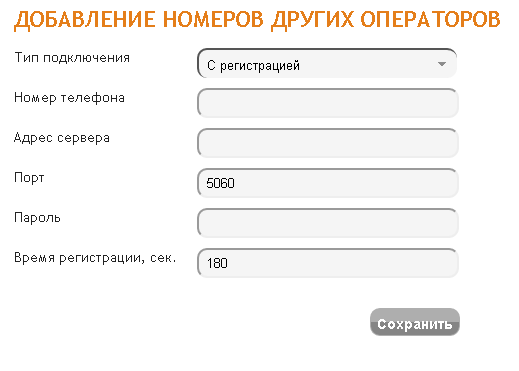 ДОБАВЛЕНИЕ НОМЕРОВ ДРУГИХ ОПЕРАТОРОВ
Тип подключения С регистрацией
Номер телефона
Адрес сервера
Порт 5060
Пароль
Время регистрации, сек. 180
Сохранить